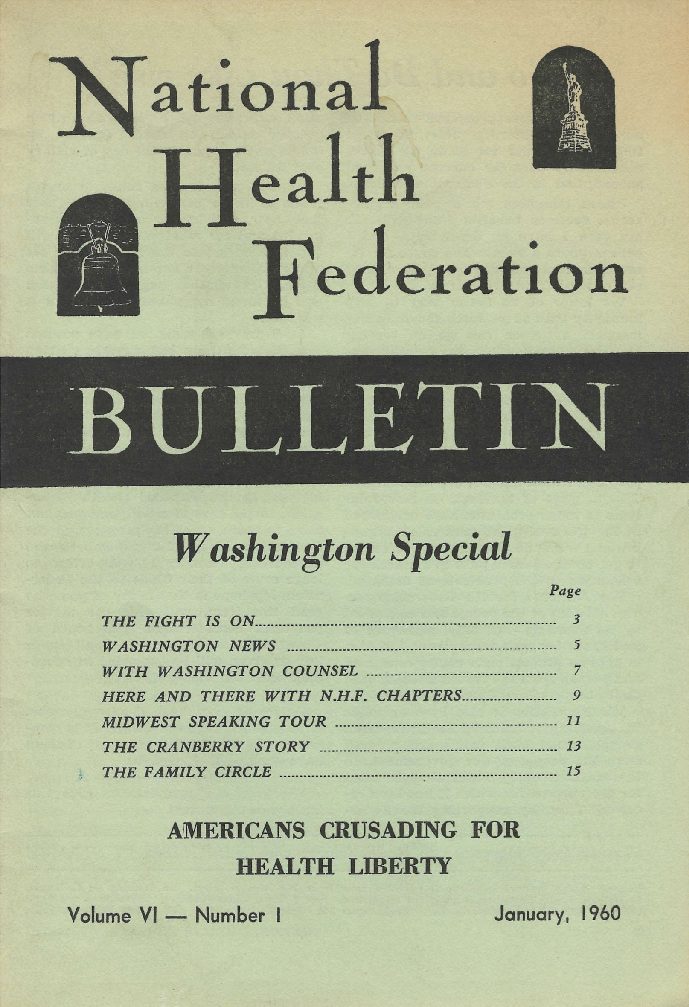 National
Health
Federation
BULLETIN
Washington Special
Page
THE FIGHT IS ON 3
WASHINGTON NEWS 5
WITH WASHINGTON COUNSEL 7
HERE AND THERE WITH N.H.F. CHAPTERS 9
MIDWEST SPEAKING TOUR 11
THE CRANBERRY STORY 13
THE FAMILY CIRCLE 15
AMERICANS CRUSADING FOR
HEALTH LIBERTY
Volume VI — Number I January, 1960